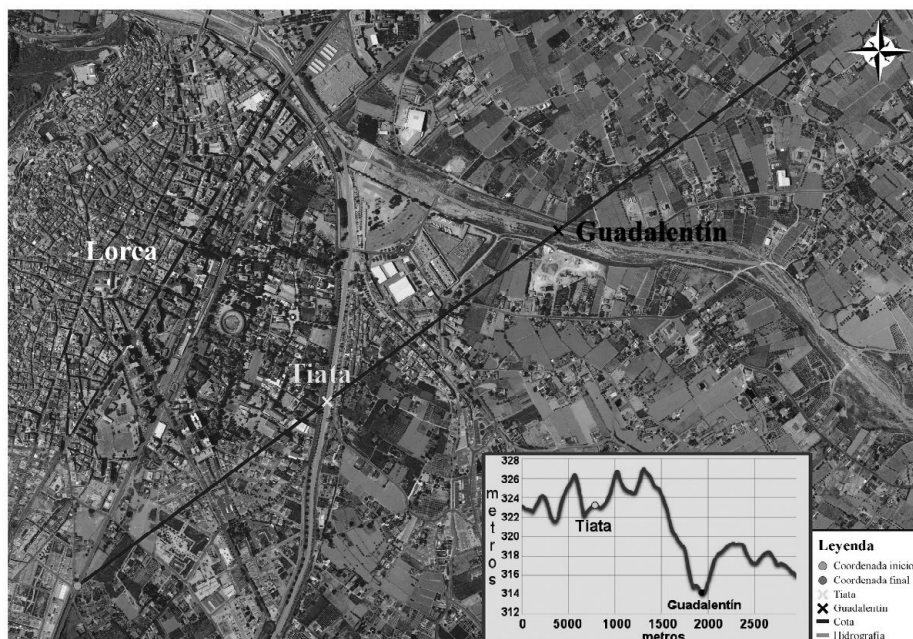 Lorca
Guadalentín
Tiata
328
326
324
322
320
318
316
314
312
metros
Tiata
Guadalentín
0
5000
1000
1500
2000
2500
metros
Leyenda
Coordenada inicio
Coordenada final
Tiata
Guadalentín
Cota
Hidrografía